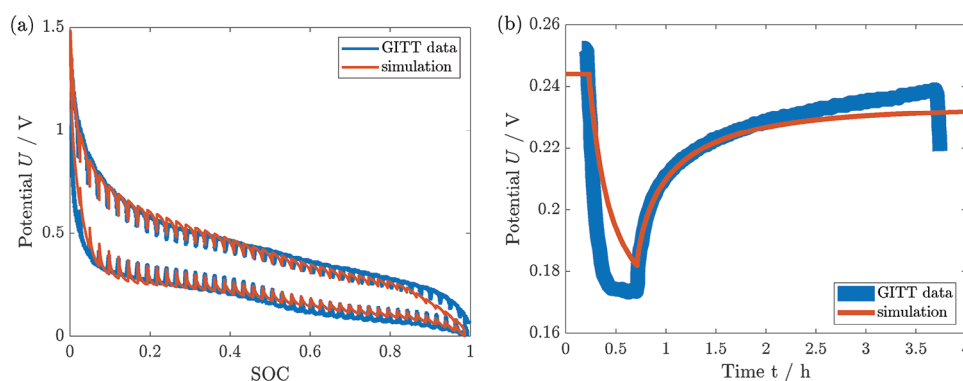 (a)
1.5
1
0.5
0
Potential U / V
0
0.2
0.4
0.6
0.8
1
SOC
GITT data
simulation
(b)
0.26
0.24
0.22
0.2
0.18
0.16
Potential U / V
0
0.5
1
1.5
2
2.5
3
3.5
4
Time t / h
GITT data
simulation